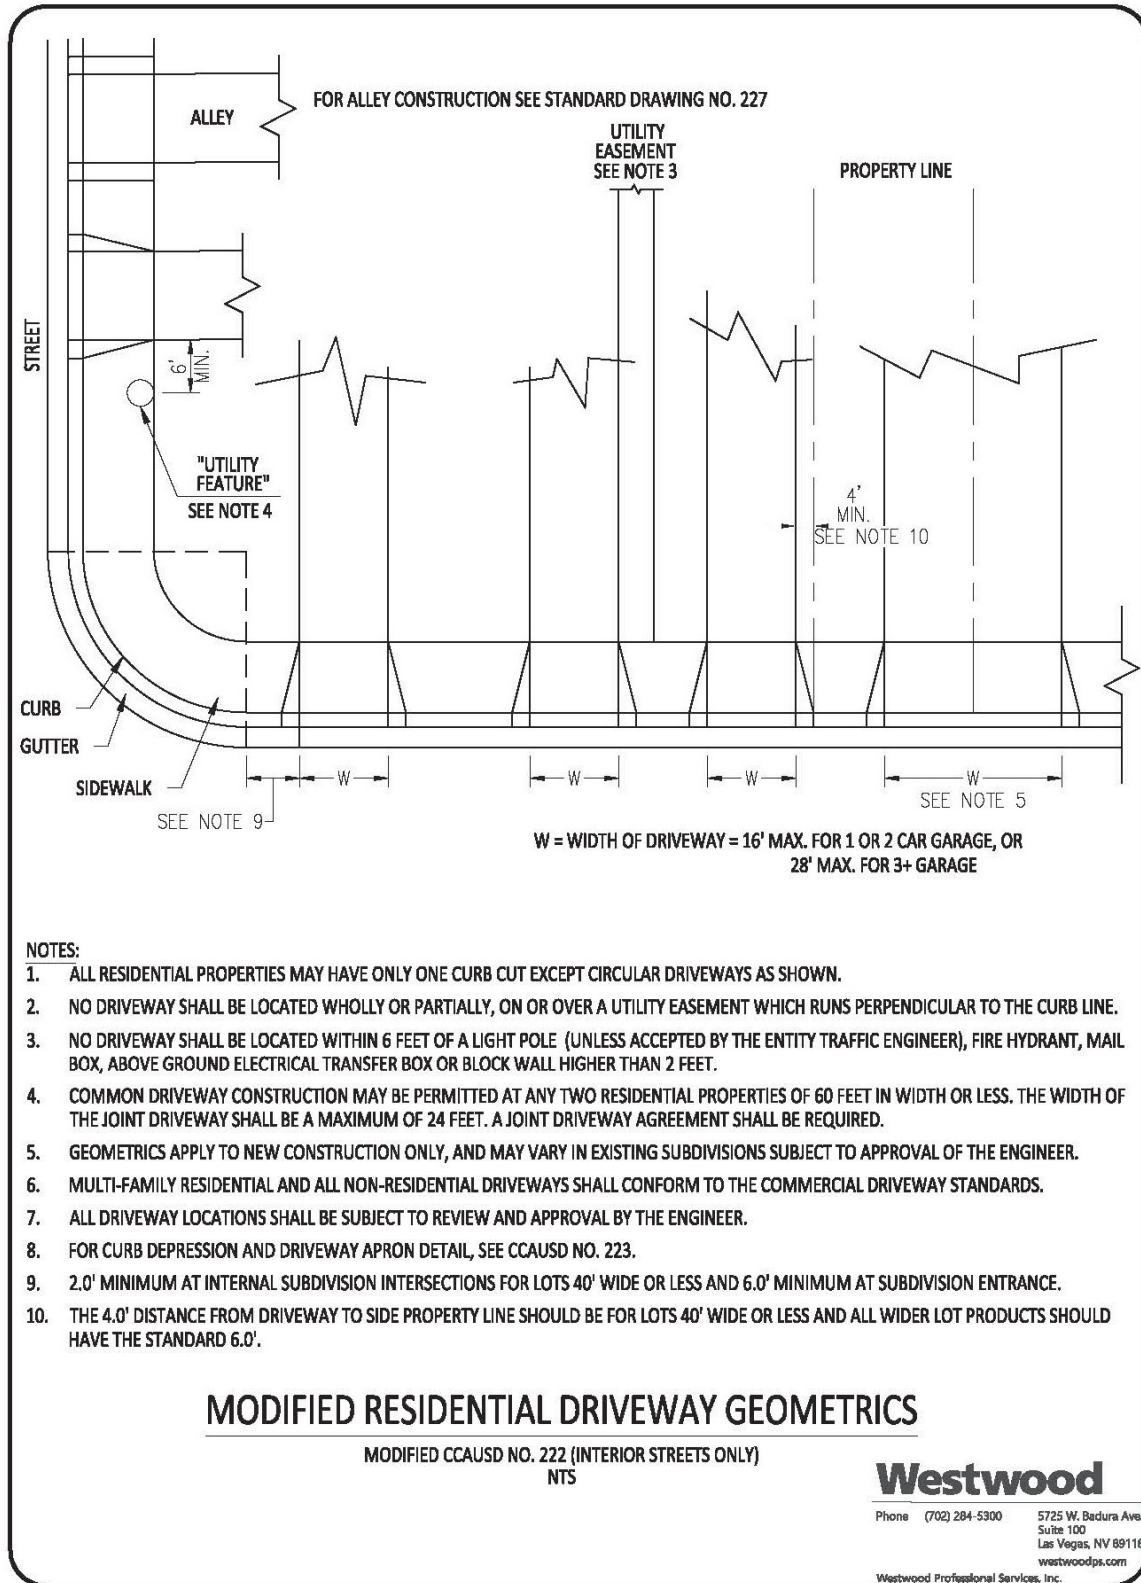 FOR ALLEY CONSTRUCTION SEE STANDARD DRAWING NO. 227
ALLEY
UTILITY
EASEMENT
SEE NOTE 3
PROPERTY LINE
STREET
6'
MIN.
"UTILITY
FEATURE"
SEE NOTE 4
4'
MIN.
SEE NOTE 10
CURB
GUTTER
SIDEWALK
SEE NOTE 9
W
W
W
W
SEE NOTE 5
W = WIDTH OF DRIVEWAY = 16' MAX. FOR 1 OR 2 CAR GARAGE, OR
28' MAX. FOR 3+ GARAGE
NOTES:
1. ALL RESIDENTIAL PROPERTIES MAY HAVE ONLY ONE CURB CUT EXCEPT CIRCULAR DRIVEWAYS AS SHOWN.
2. NO DRIVEWAY SHALL BE LOCATED WHOLLY OR PARTIALLY, ON OR OVER A UTILITY EASEMENT WHICH RUNS PERPENDICULAR TO THE CURB LINE.
3. NO DRIVEWAY SHALL BE LOCATED WITHIN 6 FEET OF A LIGHT POLE (UNLESS ACCEPTED BY THE ENTITY TRAFFIC ENGINEER), FIRE HYDRANT, MAIL
BOX, ABOVE GROUND ELECTRICAL TRANSFER BOX OR BLOCK WALL HIGHER THAN 2 FEET.
4. COMMON DRIVEWAY CONSTRUCTION MAY BE PERMITTED AT ANY TWO RESIDENTIAL PROPERTIES OF 60 FEET IN WIDTH OR LESS. THE WIDTH OF
THE JOINT DRIVEWAY SHALL BE A MAXIMUM OF 24 FEET. A JOINT DRIVEWAY AGREEMENT SHALL BE REQUIRED.
5. GEOMETRICS APPLY TO NEW CONSTRUCTION ONLY, AND MAY VARY IN EXISTING SUBDIVISIONS SUBJECT TO APPROVAL OF THE ENGINEER.
6. MULTI-FAMILY RESIDENTIAL AND ALL NON-RESIDENTIAL DRIVEWAYS SHALL CONFORM TO THE COMMERCIAL DRIVEWAY STANDARDS.
7. ALL DRIVEWAY LOCATIONS SHALL BE SUBJECT TO REVIEW AND APPROVAL BY THE ENGINEER.
8. FOR CURB DEPRESSION AND DRIVEWAY APRON DETAIL, SEE CCAUSD NO. 223.
9. 2.0' MINIMUM AT INTERNAL SUBDIVISION INTERSECTIONS FOR LOTS 40' WIDE OR LESS AND 6.0' MINIMUM AT SUBDIVISION ENTRANCE.
10. THE 4.0' DISTANCE FROM DRIVEWAY TO SIDE PROPERTY LINE SHOULD BE FOR LOTS 40' WIDE OR LESS AND ALL WIDER LOT PRODUCTS SHOULD
HAVE THE STANDARD 6.0'.
MODIFIED RESIDENTIAL DRIVEWAY GEOMETRICS
MODIFIED CCAUSD NO. 222 (INTERIOR STREETS ONLY)
NTS
Westwood
Phone (702) 284-5300 5725 W. Badura Ave
Suite 100
Las Vegas, NV 89118
westwoodps.com
Westwood Professional Services, Inc.